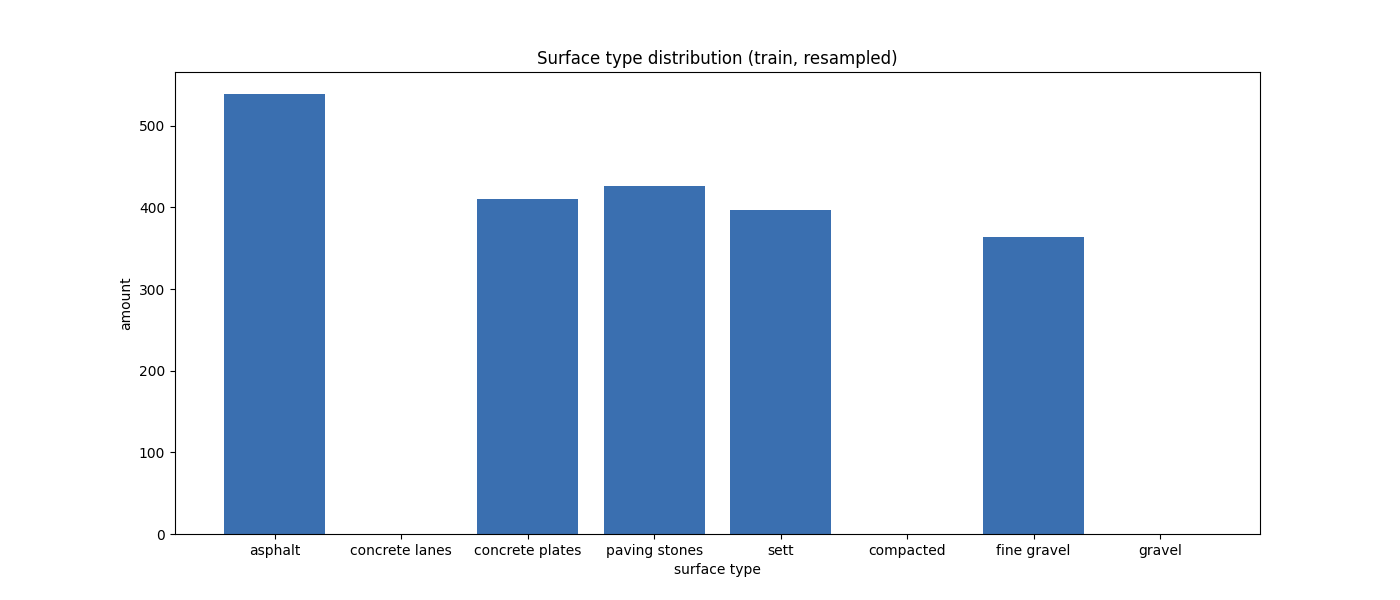 Surface type distribution (train, resampled)
500
400
300
200
100
0
amount
asphalt concrete lanes concrete plates paving stones sett compacted fine gravel gravel
surface type